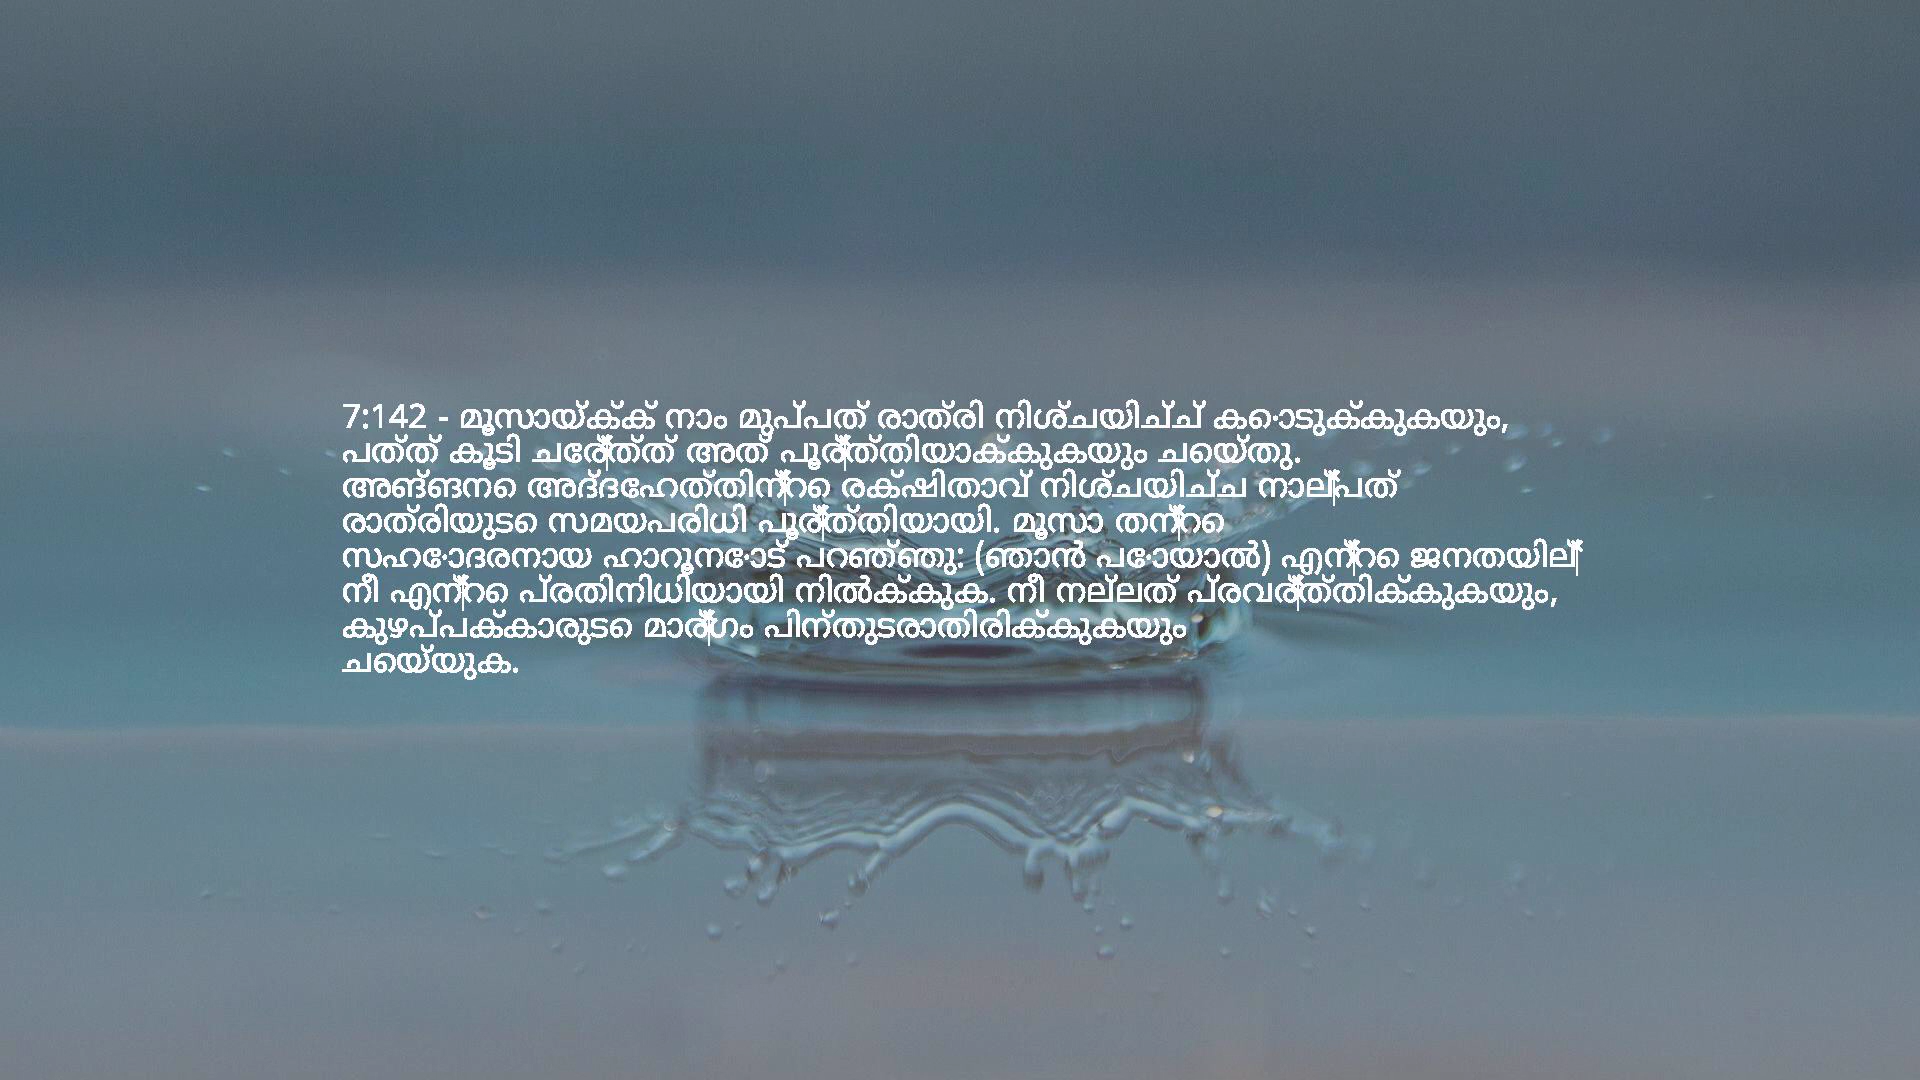 7:142 - മൂസായ്ക്ക് നാം മുപ്പത് രാത്രി നിശ്ചയിച്ച് കൊടുക്കുകയും,
പത്ത് കൂടി ചേര്‍ത്ത് അത് പൂര്‍ത്തിയാക്കുകയും ചെയ്തു.
അങ്ങനെ അദ്ദേഹത്തിന്‍റെ രക്ഷിതാവ് നിശ്ചയിച്ച നാല്‍പത്
രാത്രിയുടെ സമയപരിധി പൂര്‍ത്തിയായി. മൂസാ തന്‍റെ
സഹോദരനായ ഹാറൂനോട് പറഞ്ഞു: (ഞാൻ പോയാൽ) എന്‍റെ ജനതയില്‍
നീ എന്‍റെ പ്രതിനിധിയായി നിൽക്കുക. നീ നല്ലത് പ്രവര്‍ത്തിക്കുകയും,
കുഴപ്പക്കാരുടെ മാര്‍ഗം പിന്തുടരാതിരിക്കുകയും
ചെയ്യുക.